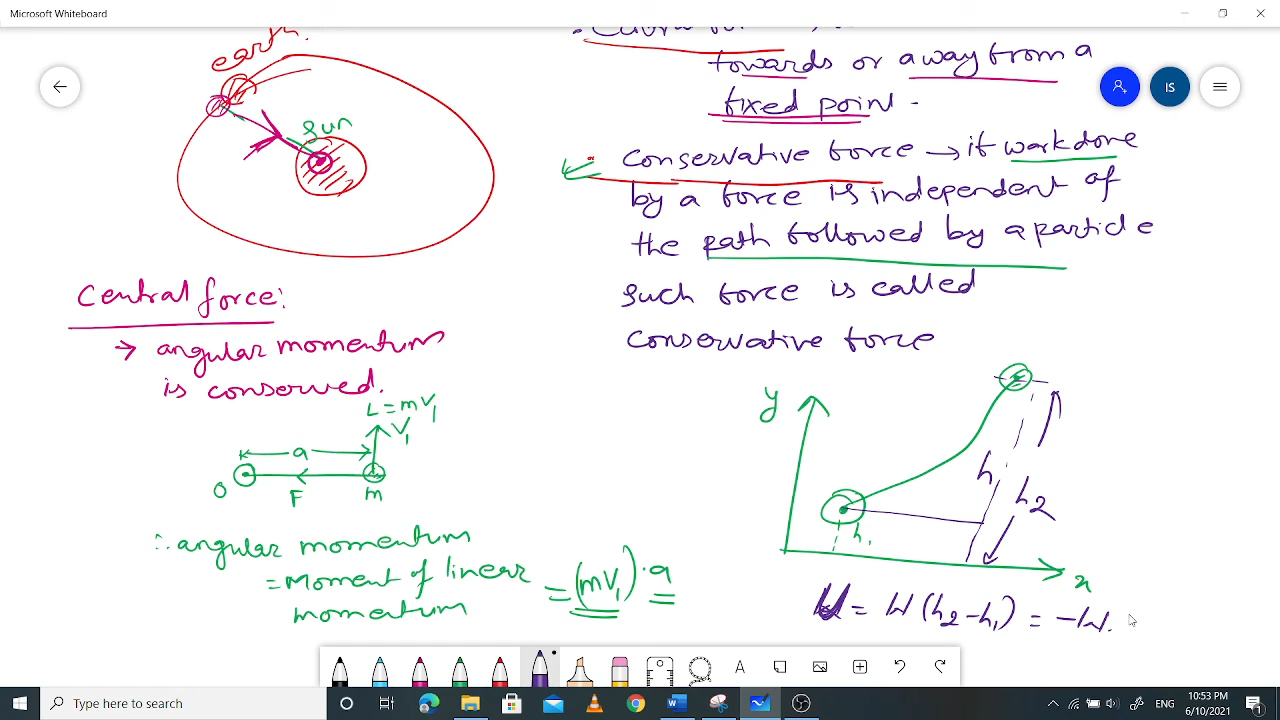 Microsoft Whiteboard
earth.
Sun
towards or away from a
fixed point.
IS
Conservative force → if workdone
by a force is independent of
the path followed by a particle
such force is called
Conservative force
Central force:
→ angular momentum
is conserved.
L = mV1
V1
a
O
F
m
∴ angular momentum
= Moment of linear
momentum
= (mV1) · a
y
h
h2
h1
x
U = W (h2 - h1) = -W.
A
Type here to search
W
ENG
10:53 PM
6/10/2021